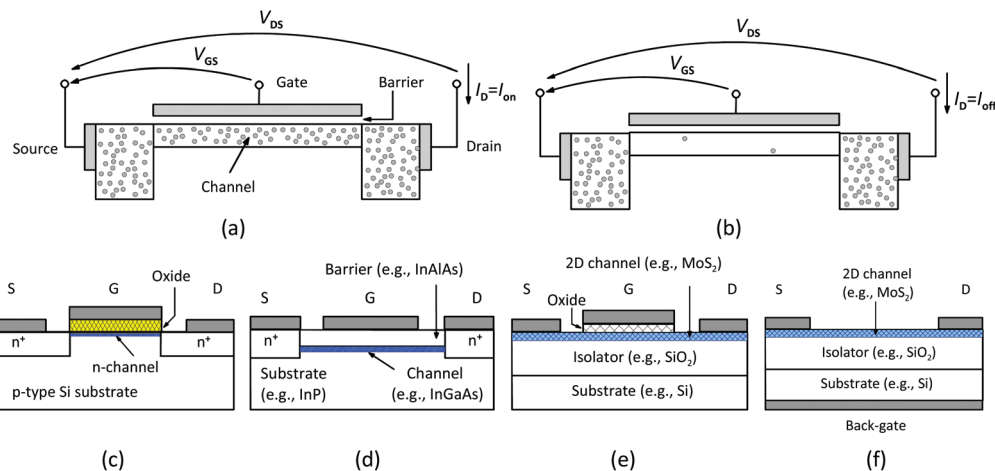 V_DS
V_GS
Gate
Barrier
I_D=I_on
Source
Drain
Channel
(a)
V_DS
V_GS
I_D=I_off
(b)
S
G
D
Oxide
n⁺
n⁺
n-channel
p-type Si substrate
(c)
Barrier (e.g., InAlAs)
S
G
D
n⁺
n⁺
Substrate
(e.g., InP)
Channel
(e.g., InGaAs)
(d)
2D channel (e.g., MoS₂)
S
G
D
Oxide
Isolator (e.g., SiO₂)
Substrate (e.g., Si)
(e)
2D channel
(e.g., MoS₂)
S
D
Isolator (e.g., SiO₂)
Substrate (e.g., Si)
Back-gate
(f)